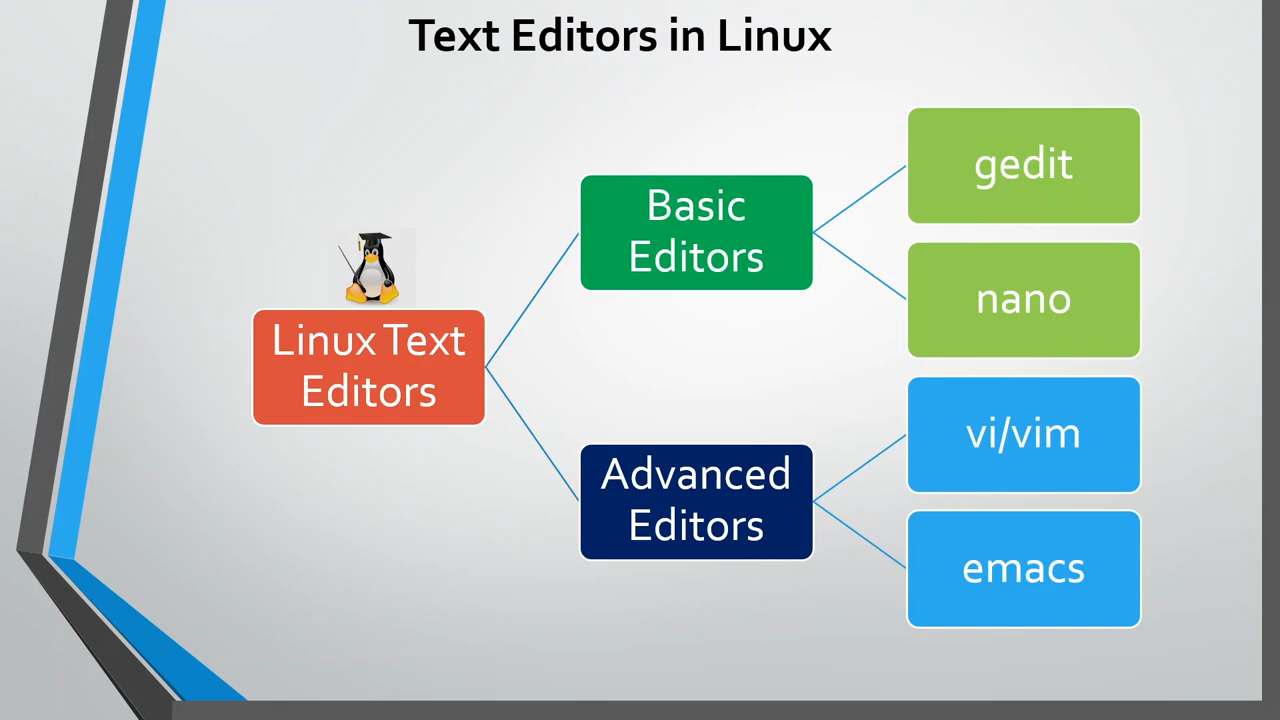 Text Editors in Linux
Linux Text
Editors
Basic
Editors
gedit
nano
Advanced
Editors
vi/vim
emacs